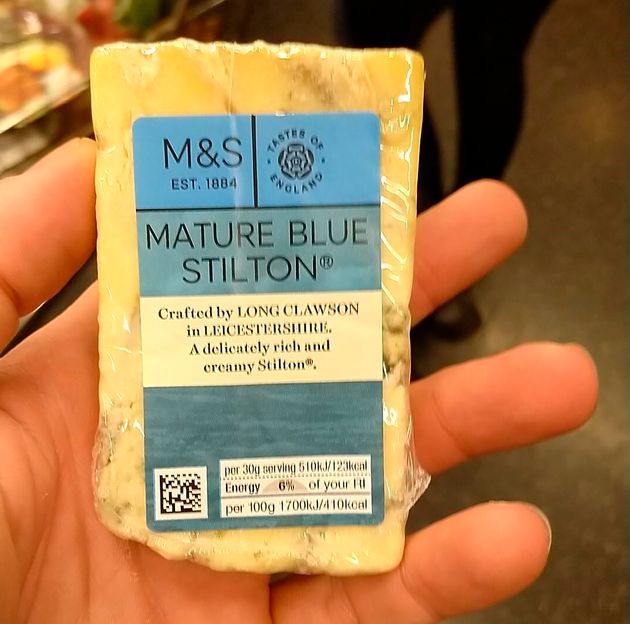 M&S
EST. 1884
TASTES OF
ENGLAND
MATURE BLUE
STILTON®
Crafted by LONG CLAWSON
in LEICESTERSHIRE.
A delicately rich and
creamy Stilton®.
per 30g serving 510kJ/123kcal
Energy 6% of your RI
per 100g 1700kJ/410kcal